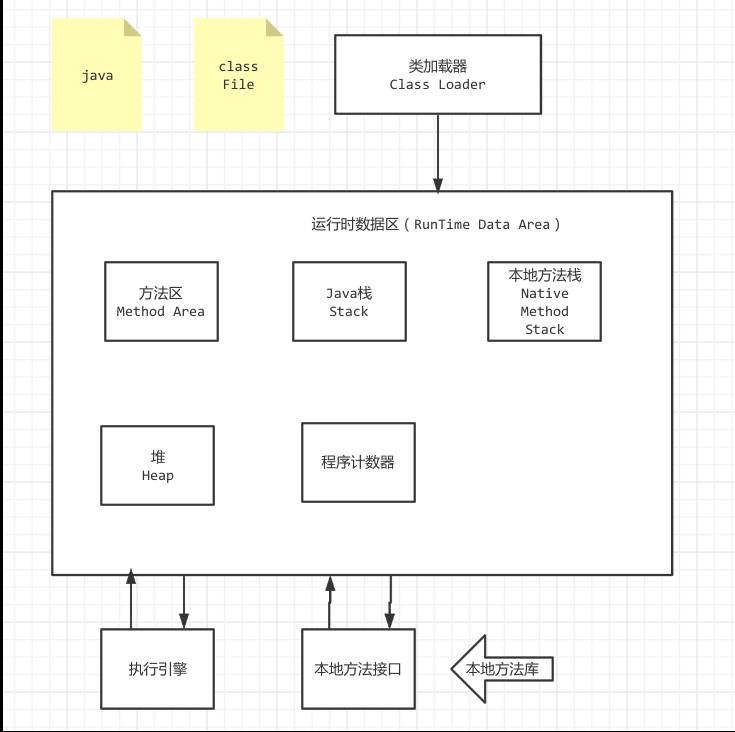 java
class
File
类加载器
Class Loader
运行时数据区(RunTime Data Area)
方法区
Method Area
Java栈
Stack
本地方法栈
Native
Method
Stack
堆
Heap
程序计数器
执行引擎
本地方法接口
本地方法库